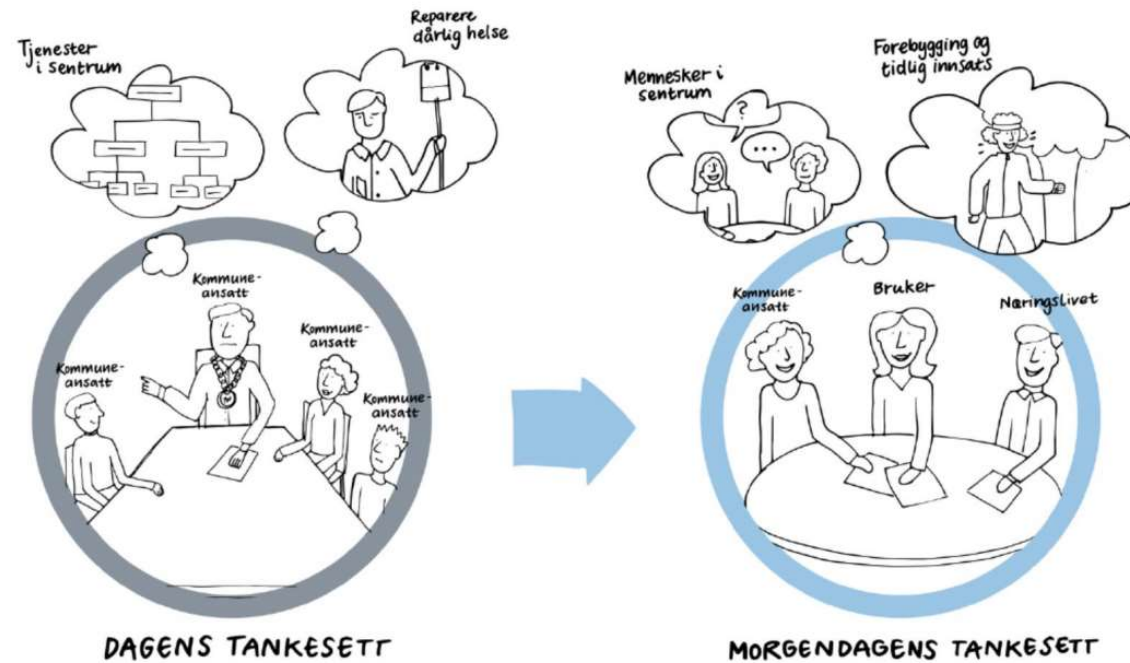 Tjenester
i sentrum
Reparere
dårlig helse
Kommune-
ansatt
Kommune-
ansatt
Kommune-
ansatt
Kommune-
ansatt
DAGENS TANKESETT
Mennesker i
sentrum
Forebygging og
tidlig innsats
?
...
Kommune-
ansatt
Bruker
Næringslivet
MORGENDAGENS TANKESETT